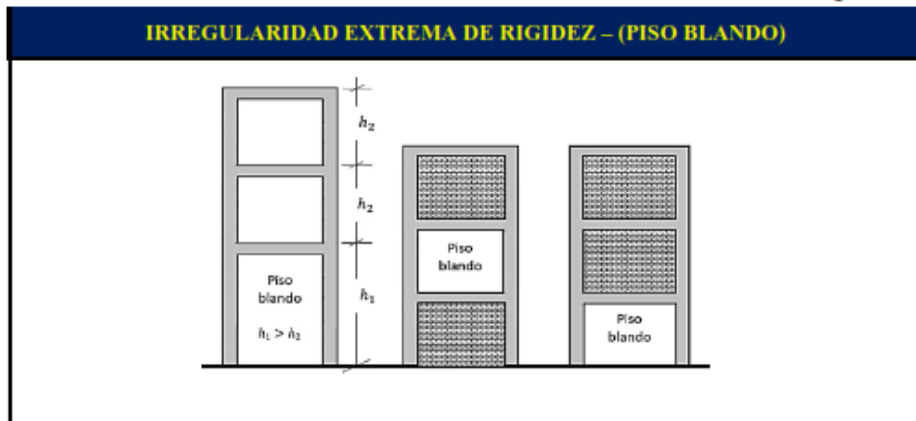 IRREGULARIDAD EXTREMA DE RIGIDEZ – (PISO BLANDO)
h₂
h₂
h₁
Piso
blando
h₁ > h₂
Piso
blando
Piso
blando